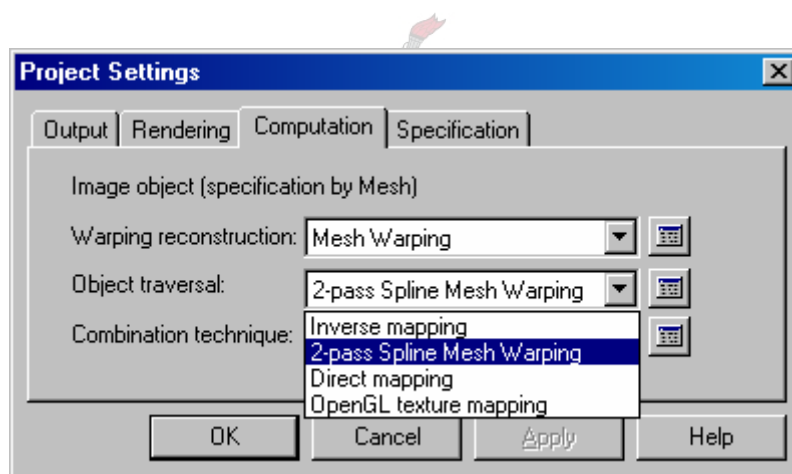 Project Settings
Output Rendering Computation Specification
Image object (specification by Mesh)
Warping reconstruction: Mesh Warping
Object traversal: 2-pass Spline Mesh Warping
Combination technique:
Inverse mapping
2-pass Spline Mesh Warping
Direct mapping
OpenGL texture mapping
OK Cancel Apply Help